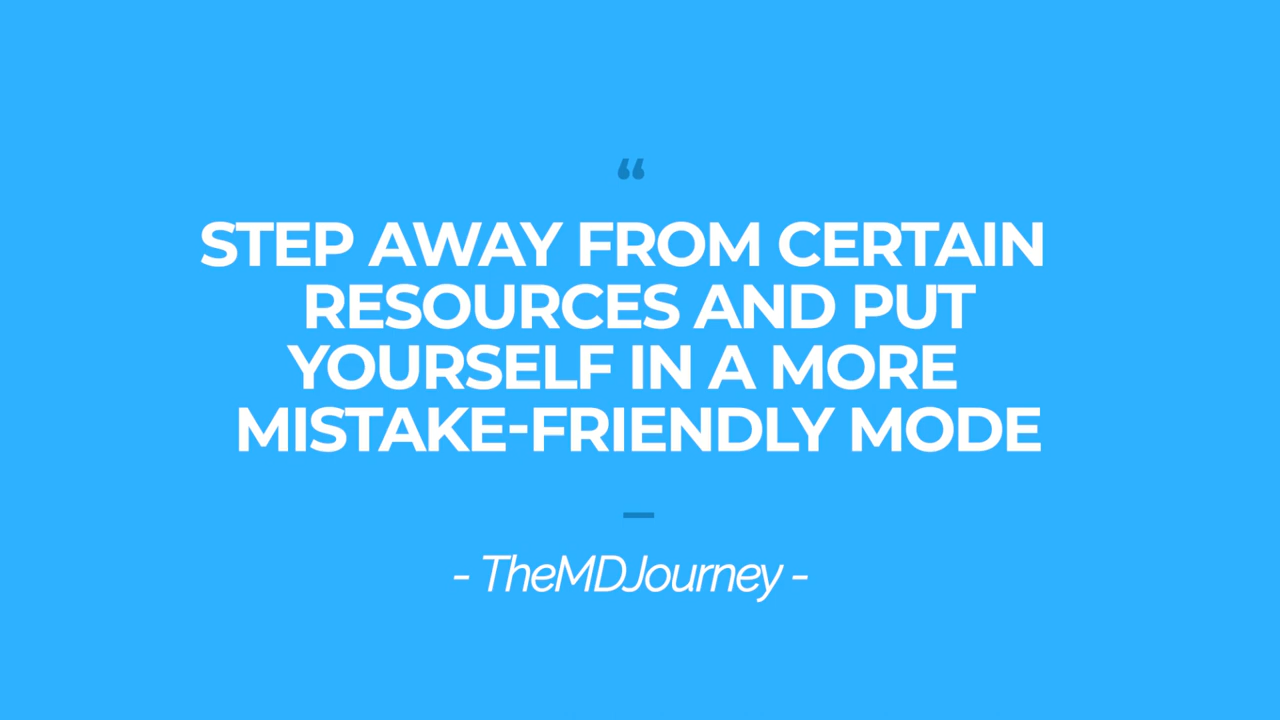 “
STEP AWAY FROM CERTAIN
RESOURCES AND PUT
YOURSELF IN A MORE
MISTAKE-FRIENDLY MODE
- TheMDJourney -